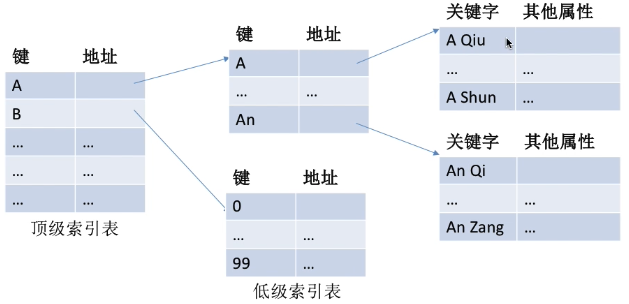 键 地址
A
B
... ...
... ...
... ...
顶级索引表
键 地址
A
... ...
An
键 地址
0
... ...
99 ...
低级索引表
关键字 其他属性
A Qiu
... ...
A Shun ...
关键字 其他属性
An Qi
... ...
An Zang ...